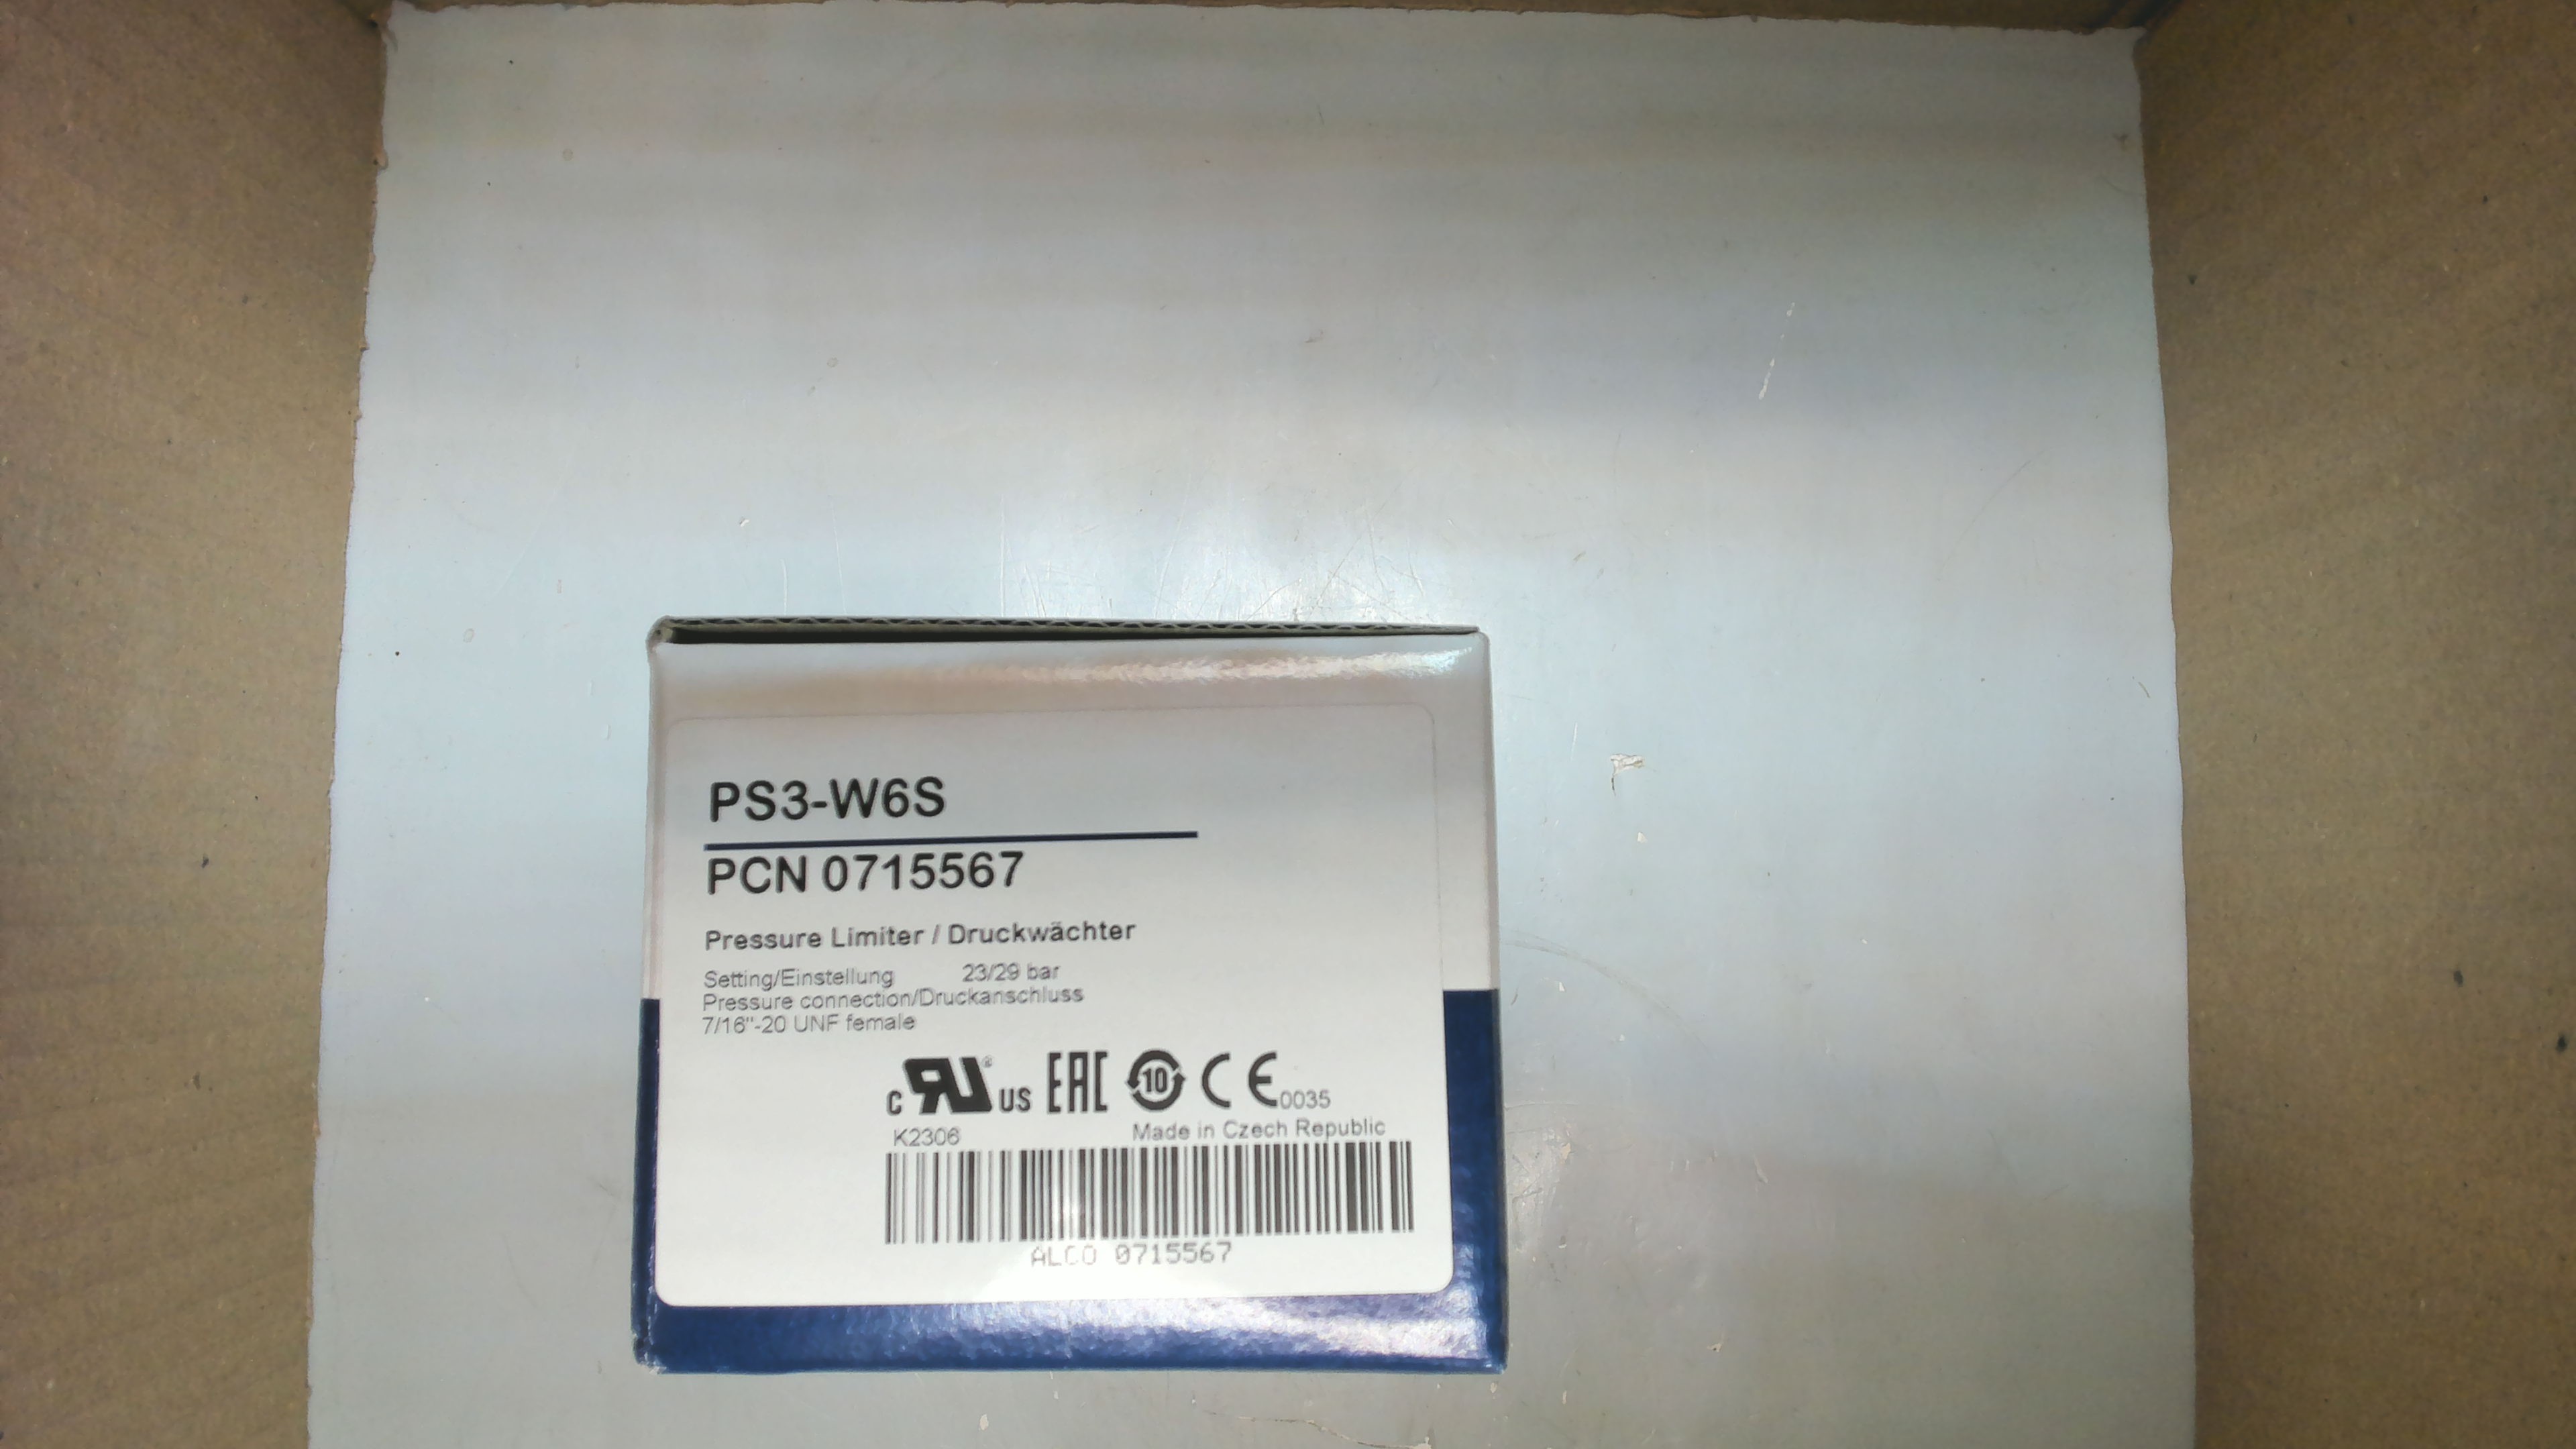 PS3-W6S
PCN 0715567
Pressure Limiter / Druckwächter
Setting/Einstellung 23/29 bar
Pressure connection/Druckanschluss
7/16"-20 UNF female
c RU® US EAC 10 CE 0035
K2306 Made in Czech Republic
ALCO 0715567